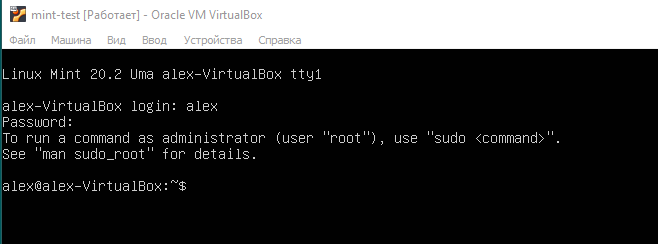 mint-test [Работает] - Oracle VM VirtualBox
Файл Машина Вид Ввод Устройства Справка
Linux Mint 20.2 Uma alex-VirtualBox tty1
alex-VirtualBox login: alex
Password:
To run a command as administrator (user "root"), use "sudo <command>".
See "man sudo_root" for details.
alex@alex-VirtualBox:~$